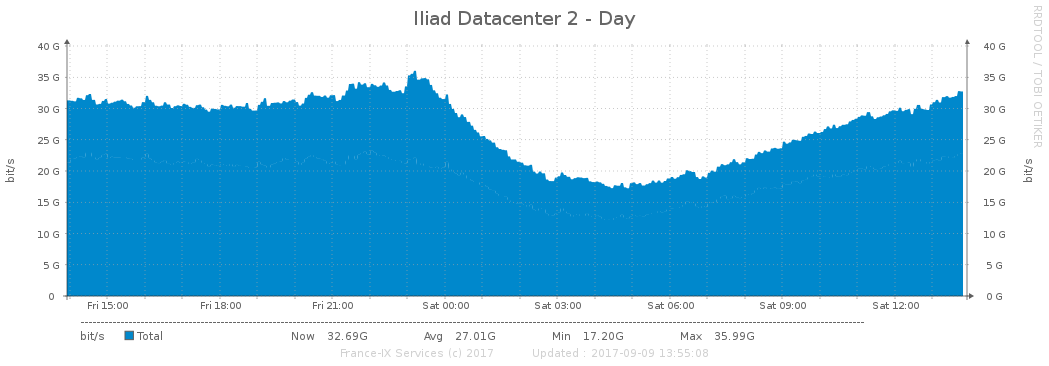 Iliad Datacenter 2 - Day
RRDTOOL / TOBI OETIKER
40 G 40 G
35 G 35 G
30 G 30 G
25 G 25 G
20 G 20 G
15 G 15 G
10 G 10 G
5 G 5 G
0 0 G
bit/s bit/s
Fri 15:00 Fri 18:00 Fri 21:00 Sat 00:00 Sat 03:00 Sat 06:00 Sat 09:00 Sat 12:00
bit/s Total Now 32.69G Avg 27.01G Min 17.20G Max 35.99G
France-IX Services (c) 2017 Updated : 2017-09-09 13:55:08